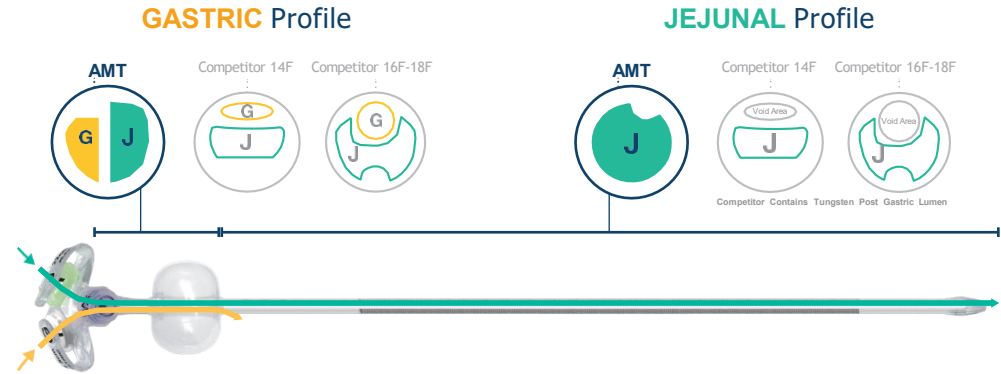 GASTRIC Profile
JEJUNAL Profile
AMT
Competitor 14F
Competitor 16F-18F
AMT
Competitor 14F
Competitor 16F-18F
G
J
G
J
G
J
J
Void Area
J
Void Area
J
Competitor Contains Tungsten Post Gastric Lumen